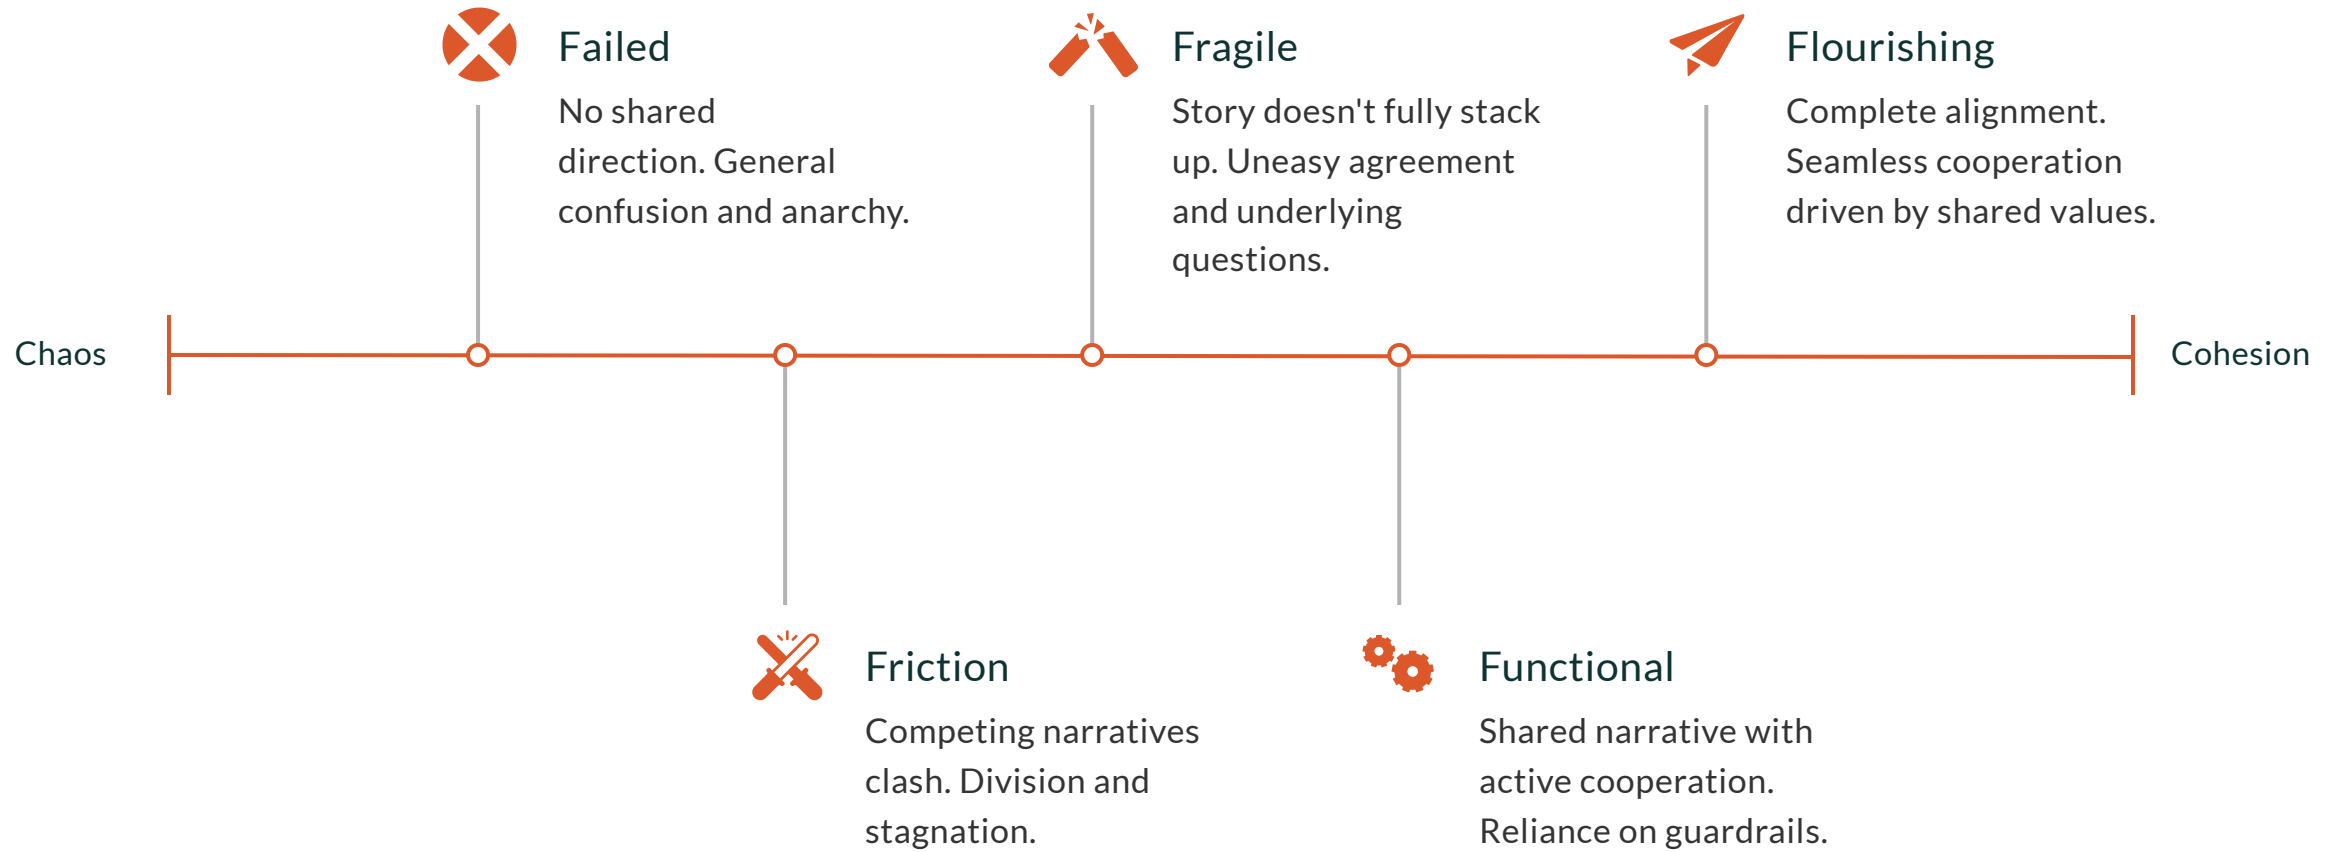 Failed
No shared
direction. General
confusion and anarchy.
Fragile
Story doesn't fully stack
up. Uneasy agreement
and underlying
questions.
Flourishing
Complete alignment.
Seamless cooperation
driven by shared values.
Chaos
Cohesion
Friction
Competing narratives
clash. Division and
stagnation.
Functional
Shared narrative with
active cooperation.
Reliance on guardrails.